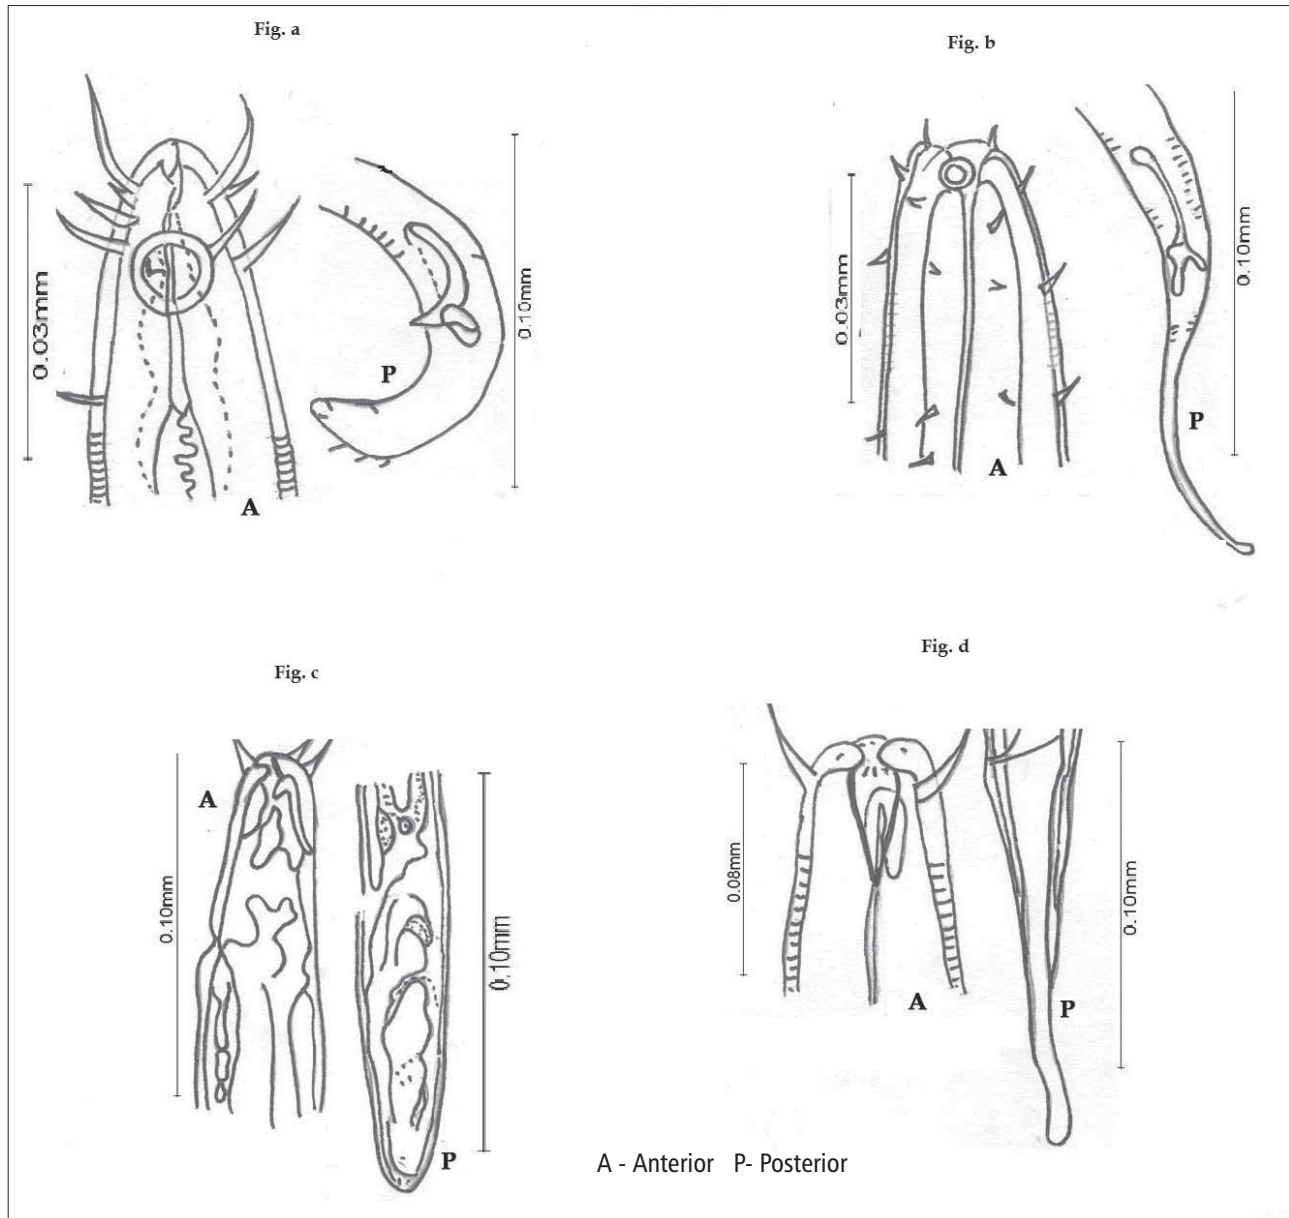 Fig. a
Fig. b
0.03mm
0.10mm
P
A
0.03mm
0.10mm
P
A
Fig. c
Fig. d
A
0.10mm
0.10mm
P
0.08mm
0.10mm
A
P
A - Anterior P- Posterior